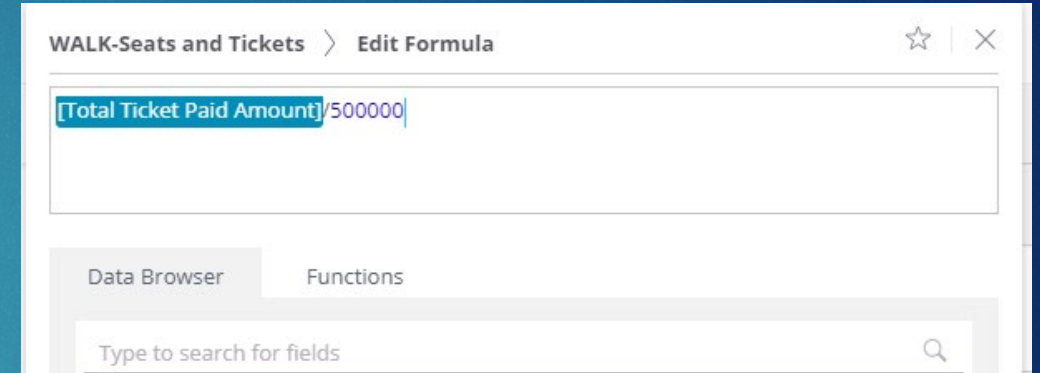 WALK-Seats and Tickets > Edit Formula
[Total Ticket Paid Amount]/500000
Data Browser Functions
Type to search for fields